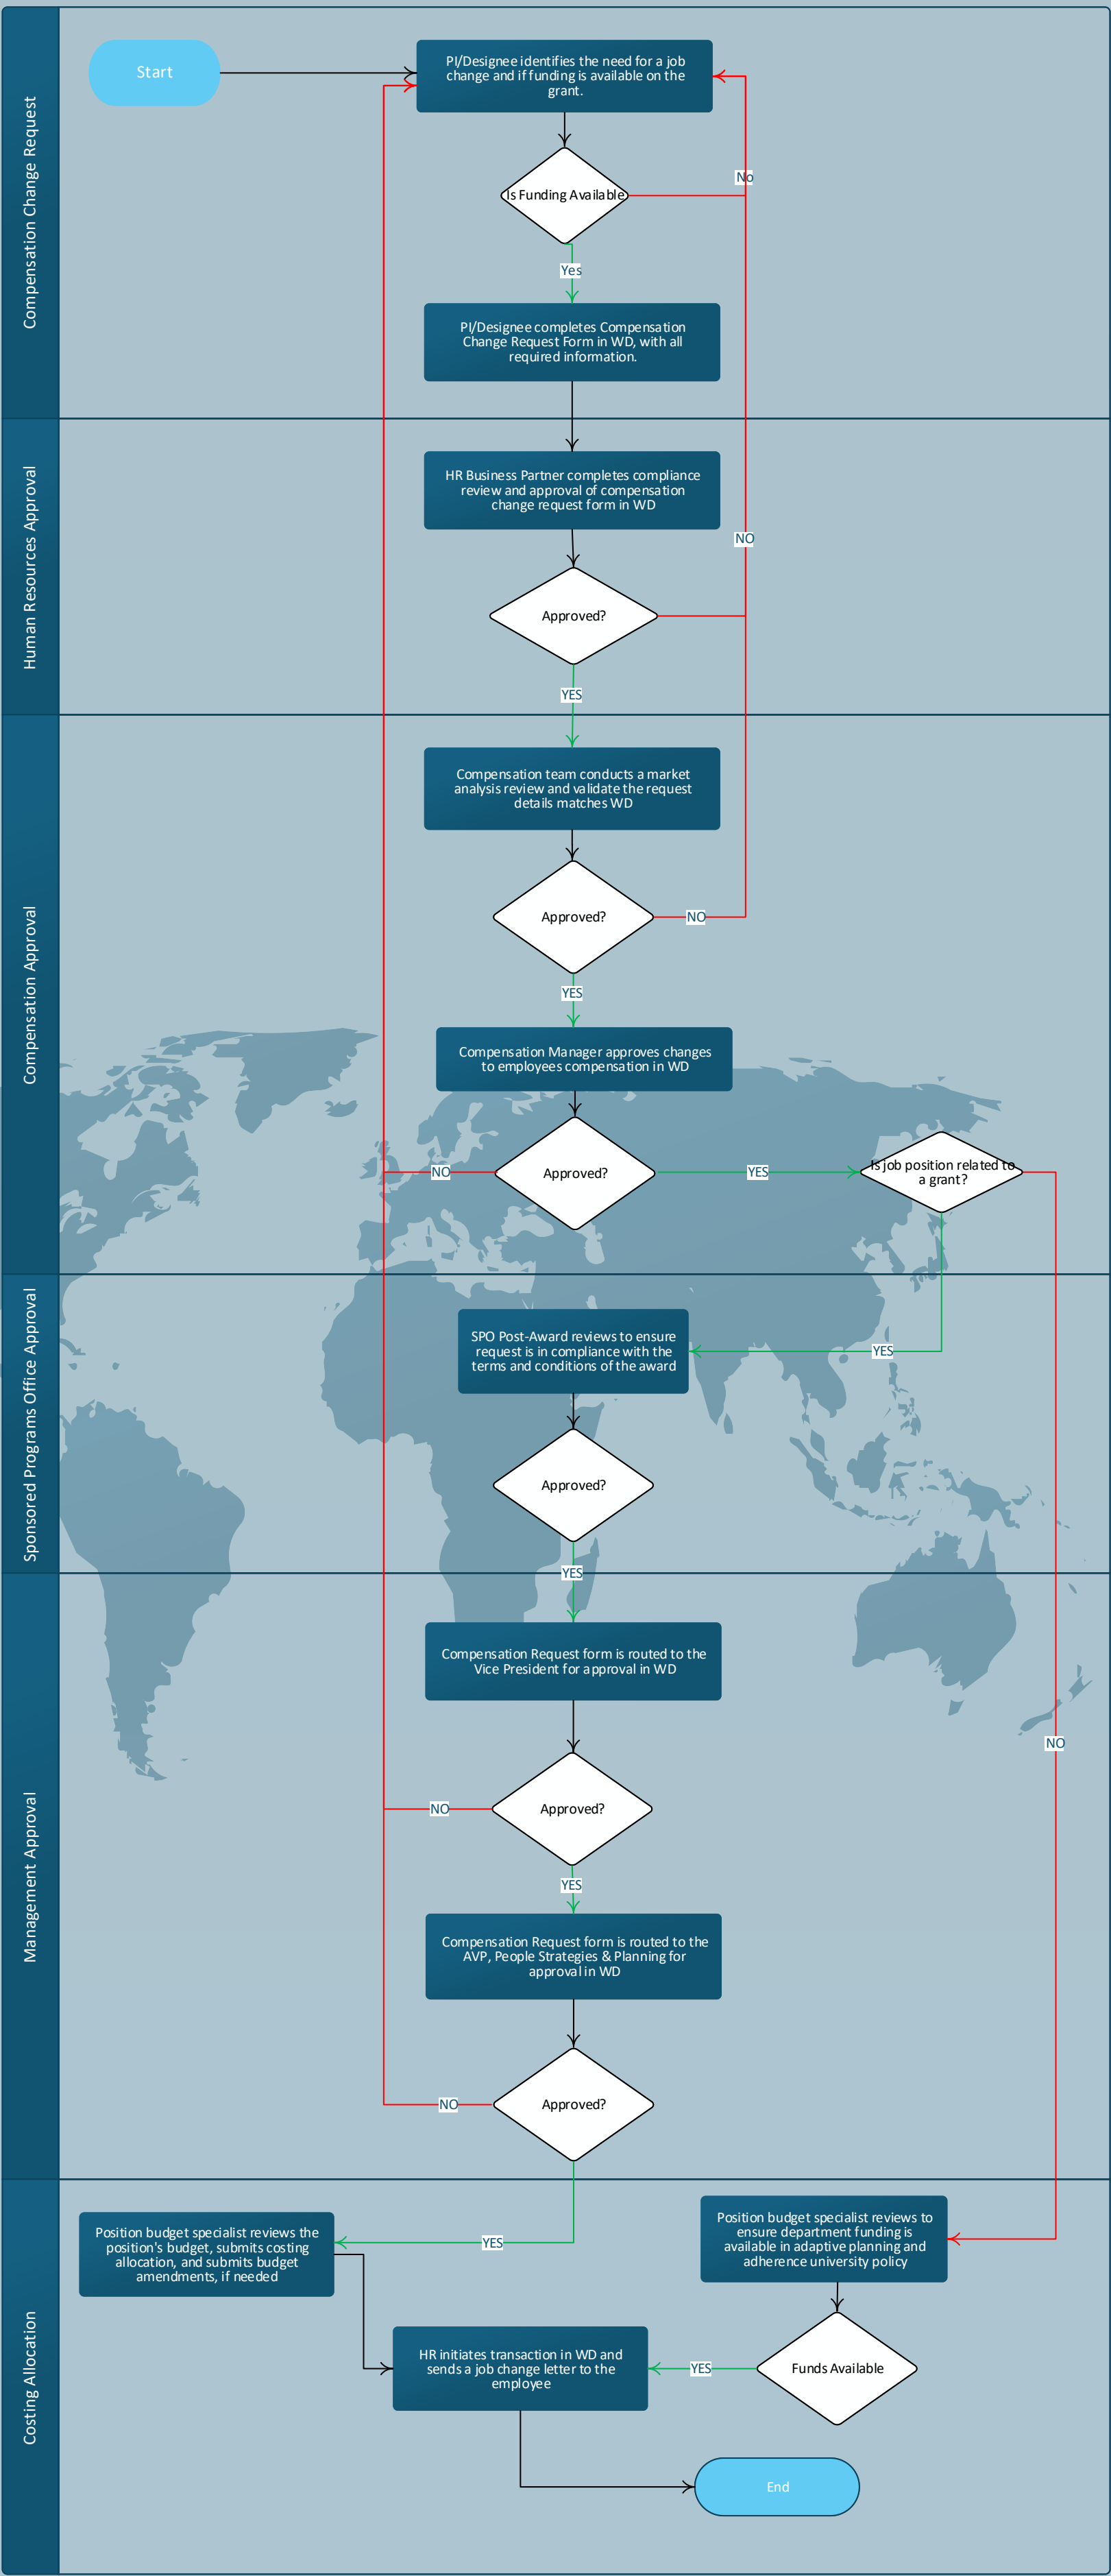 Compensation Change Request
Start
PI/Designee identifies the need for a job
change and if funding is available on the
grant.
Is Funding Available
No
Yes
PI/Designee completes Compensation
Change Request Form in WD, with all
required information.
Human Resources Approval
HR Business Partner completes compliance
review and approval of compensation
change request form in WD
NO
Approved?
YES
Compensation Approval
Compensation team conducts a market
analysis review and validate the request
details matches WD
Approved?
NO
YES
Compensation Manager approves changes
to employees compensation in WD
NO
Approved?
YES
Is job position related to
a grant?
Sponsored Programs Office Approval
SPO Post-Award reviews to ensure
request is in compliance with the
terms and conditions of the award
YES
Approved?
YES
Management Approval
Compensation Request form is routed to the
Vice President for approval in WD
NO
NO
Approved?
YES
Compensation Request form is routed to the
AVP, People Strategies & Planning for
approval in WD
NO
Approved?
Costing Allocation
Position budget specialist reviews the
position's budget, submits costing
allocation, and submits budget
amendments, if needed
YES
Position budget specialist reviews to
ensure department funding is
available in adaptive planning and
adherence university policy
HR initiates transaction in WD and
sends a job change letter to the
employee
YES
Funds Available
End